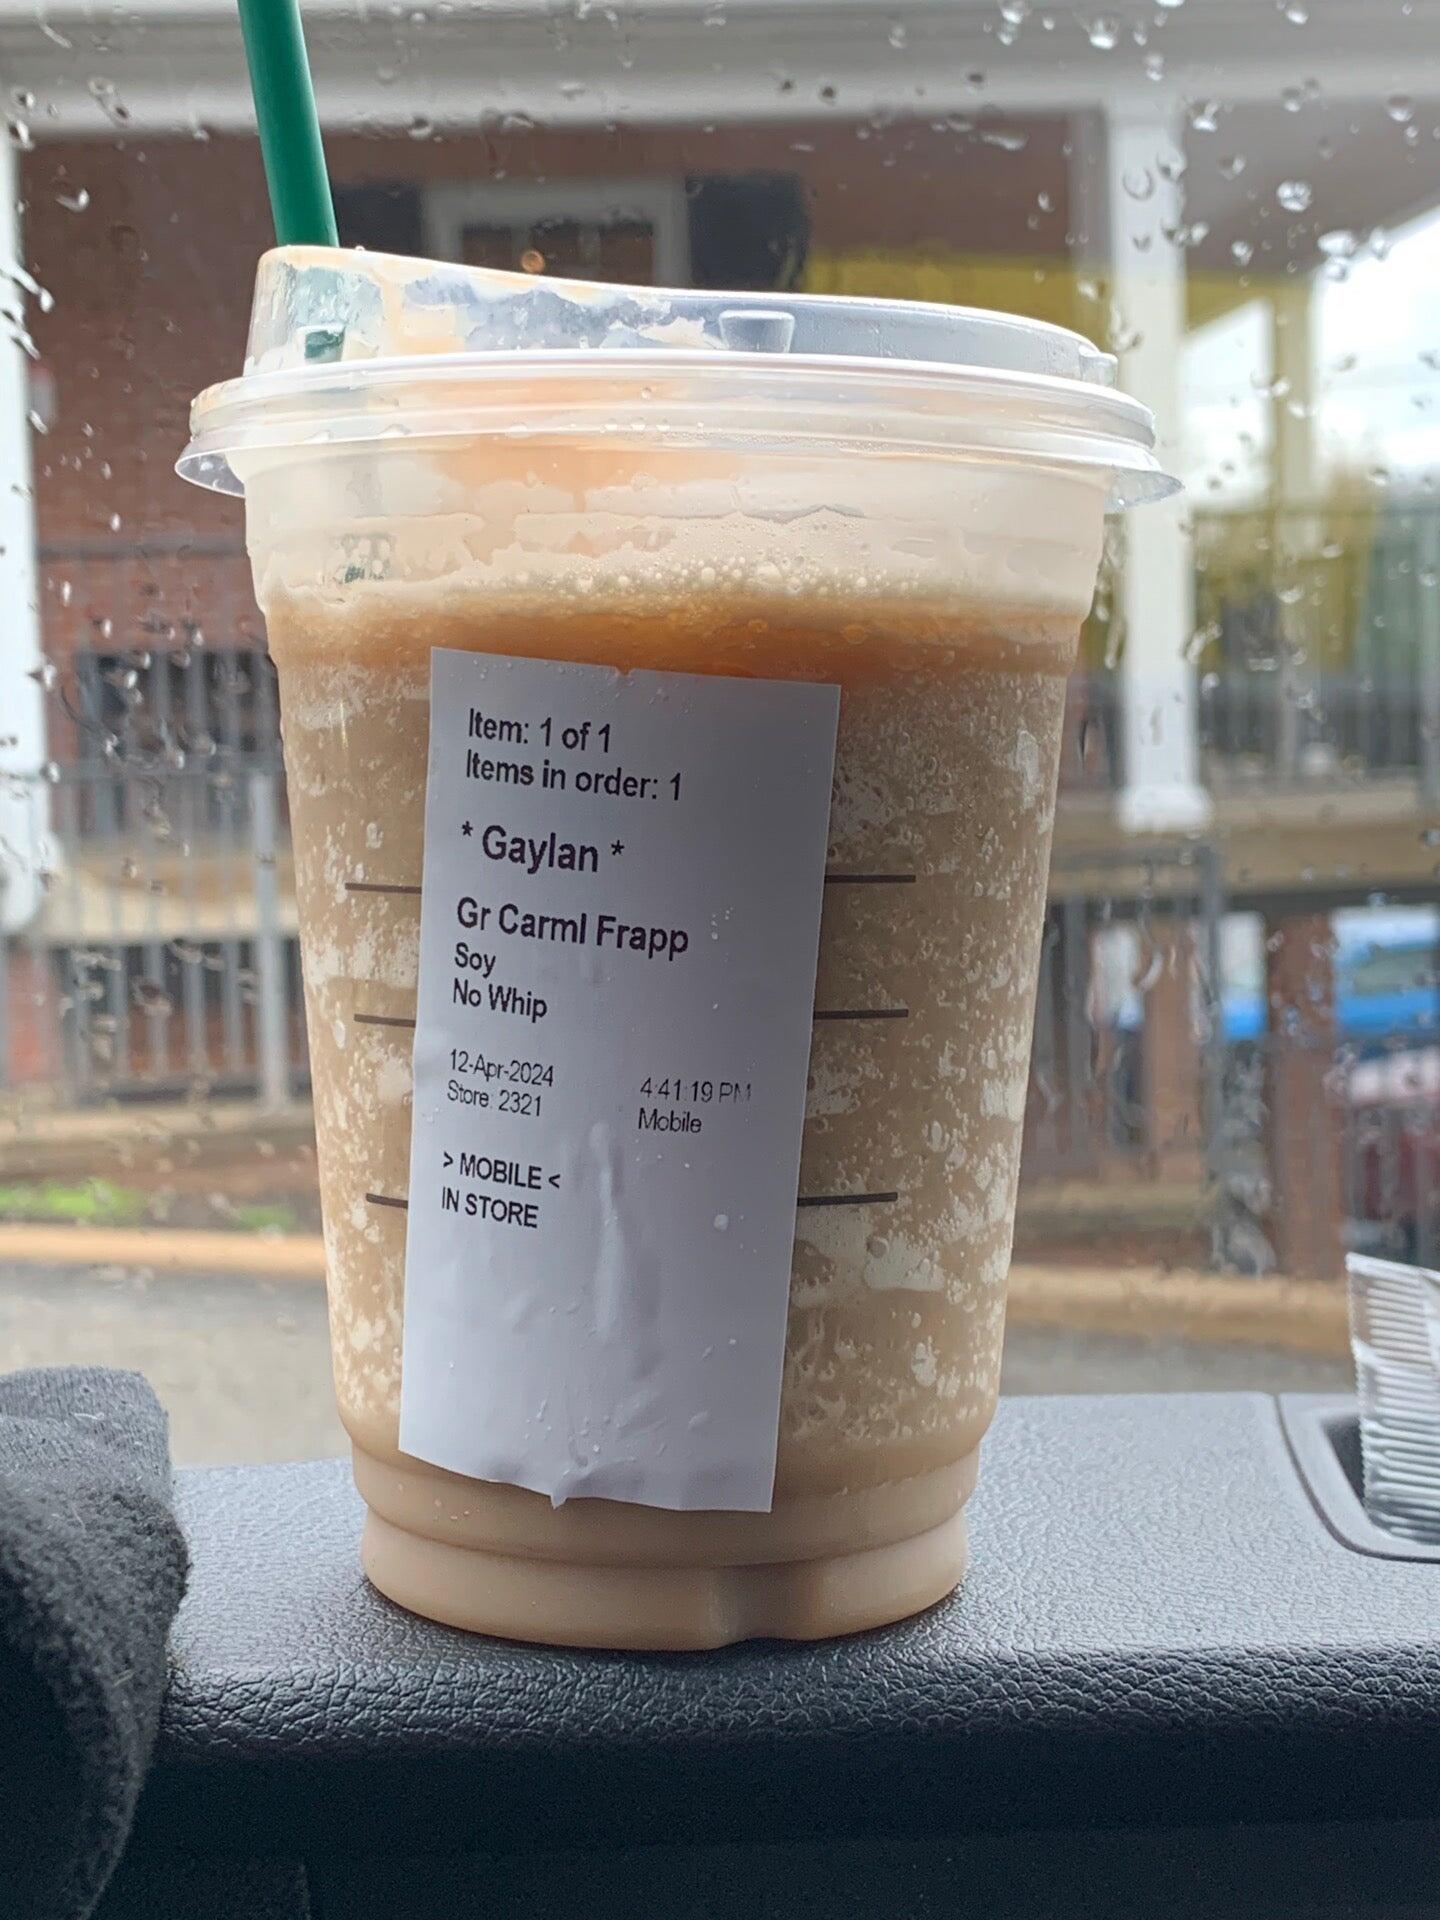 Item: 1 of 1
Items in order: 1
* Gaylan *
Gr Carml Frapp
Soy
No Whip
12-Apr-2024
Store: 2321
4:41:19 PM
Mobile
> MOBILE <
IN STORE